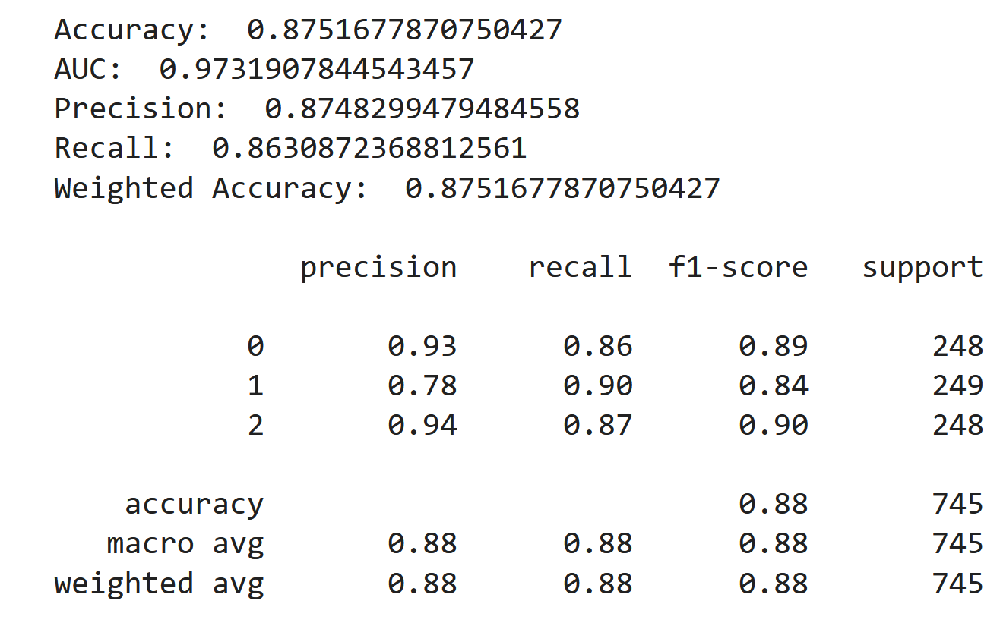 Accuracy:  0.8751677870750427
AUC:  0.9731907844543457
Precision:  0.8748299479484558
Recall:  0.8630872368812561
Weighted Accuracy:  0.8751677870750427
precision    recall  f1-score   support
0       0.93      0.86      0.89       248
1       0.78      0.90      0.84       249
2       0.94      0.87      0.90       248
accuracy                           0.88       745
macro avg       0.88      0.88      0.88       745
weighted avg       0.88      0.88      0.88       745